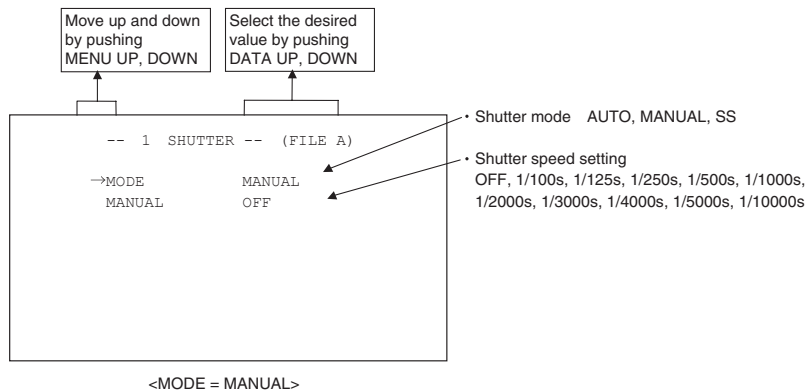 Move up and down
by pushing
MENU UP, DOWN
Select the desired
value by pushing
DATA UP, DOWN
-- 1 SHUTTER -- (FILE A)
→MODE MANUAL
MANUAL OFF
• Shutter mode AUTO, MANUAL, SS
• Shutter speed setting
OFF, 1/100s, 1/125s, 1/250s, 1/500s, 1/1000s,
1/2000s, 1/3000s, 1/4000s, 1/5000s, 1/10000s
<MODE = MANUAL>